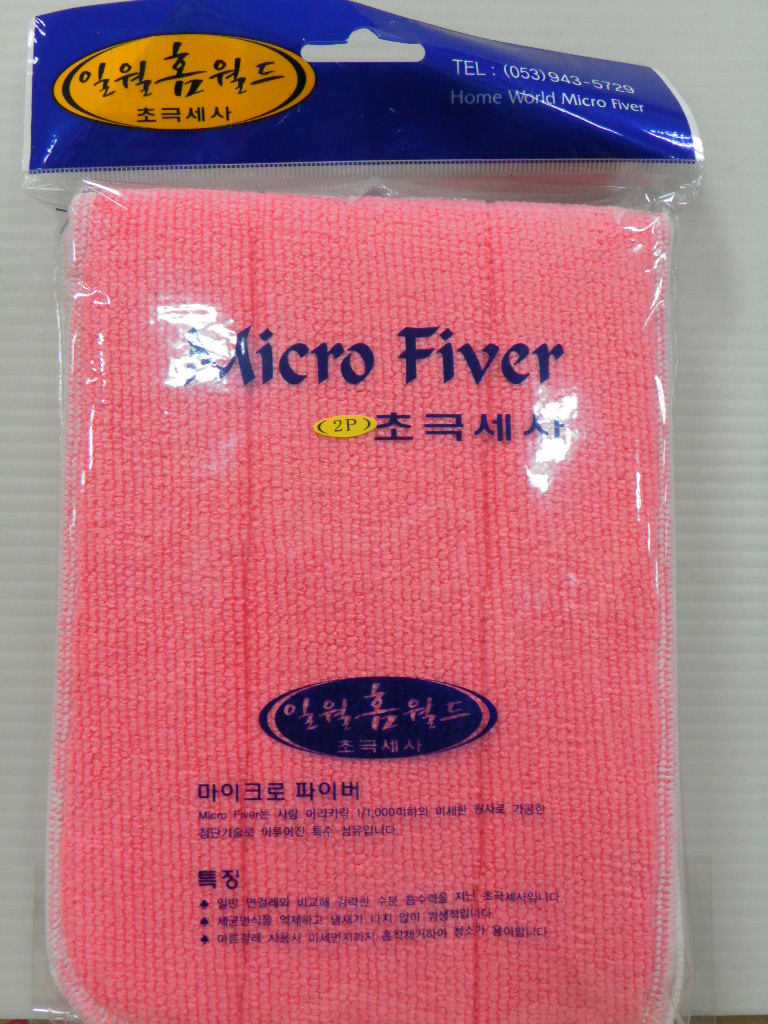 일월홈월드
초극세사
TEL : (053)943-5729
Home World Micro Fiver
Micro Fiver
(2P) 초극세사
일월홈월드
초극세사
마이크로 파이버
Micro Fiver는 사람 머리카락 1/1,000이하의 미세한 원사로 가공한
첨단기술로 이루어진 특수 섬유입니다.
특징
♠ 일반 면걸레와 비교해 강력한 수분 흡수력을 지닌 초극세사입니다.
♠ 세균번식을 억제하고 냄새가 나지 않아 위생적입니다.
♠ 마른걸레 사용시 미세먼지까지 흡착제거하여 청소가 용이합니다.